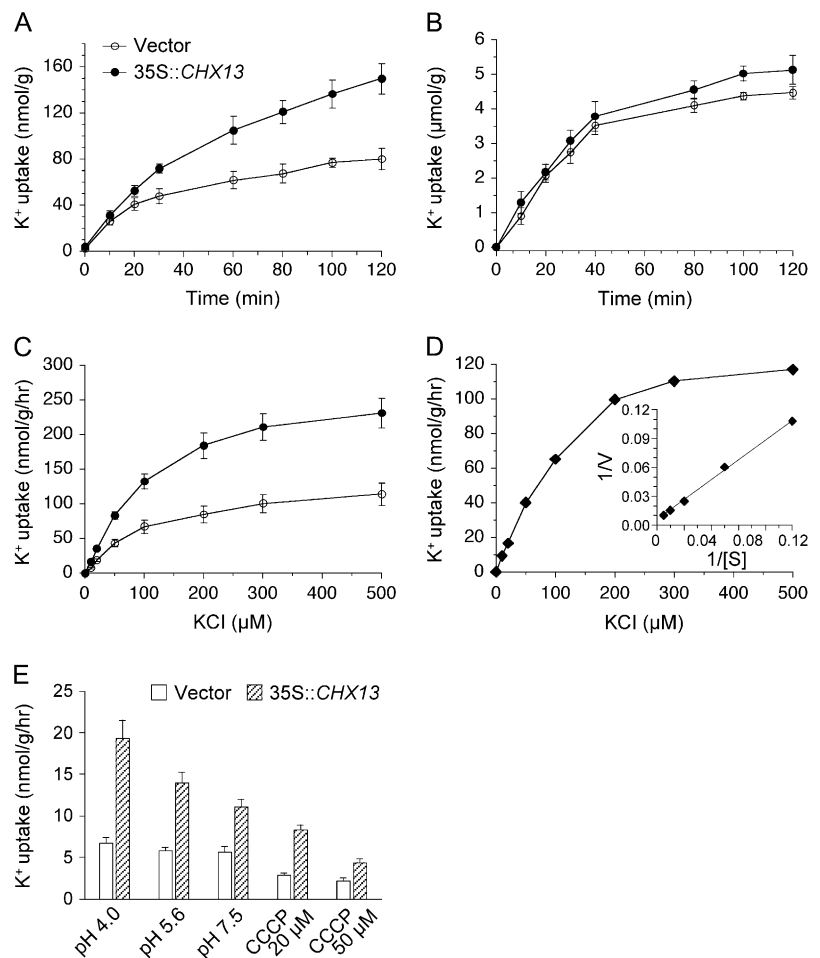 A
Vector
35S::CHX13
K⁺ uptake (nmol/g)
160
120
80
40
0
0 20 40 60 80 100 120
Time (min)
B
K⁺ uptake (µmol/g)
6
5
4
3
2
1
0
0 20 40 60 80 100 120
Time (min)
C
K⁺ uptake (nmol/g/hr)
300
250
200
150
100
50
0
0 100 200 300 400 500
KCl (µM)
D
K⁺ uptake (nmol/g/hr)
120
100
80
60
40
20
0
0 100 200 300 400 500
KCl (µM)
1/V
0.12
0.09
0.06
0.03
0.00
0 0.04 0.08 0.12
1/[S]
E
Vector 35S::CHX13
K⁺ uptake (nmol/g/hr)
25
20
15
10
5
0
pH 4.0
pH 5.6
pH 7.5
CCCP
20 µM
CCCP
50 µM